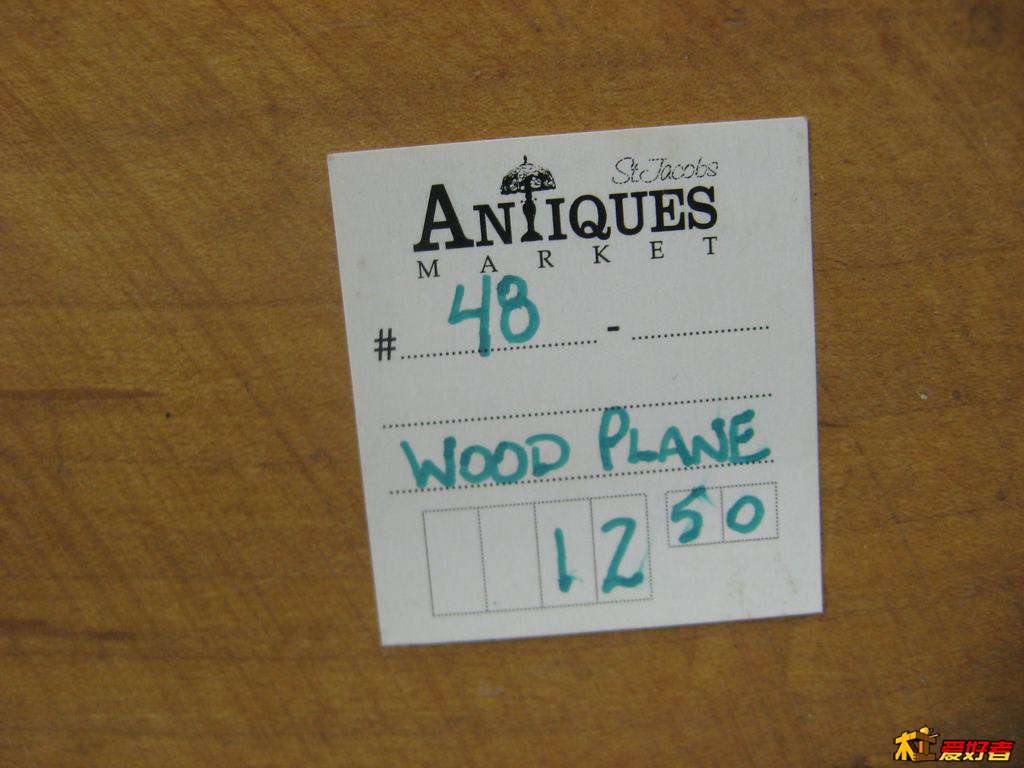 St. Jacobs
ANTIQUES
MARKET
# 48 -
WOOD PLANE
12 50
木工爱好者